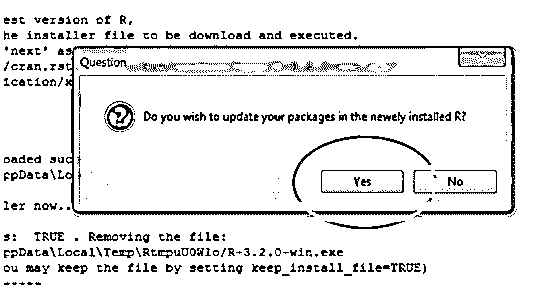 est version of R,
he installer file to be download and executed.
'next' as
Question
/cran.rst
ication/x
Do you wish to update your packages in the newely installed R?
oaded suc
ppData\Lo
Yes No
ler now..
s: TRUE . Removing the file:
ppData\Local\Temp\RtmpuU0Wlo/R-3.2.0-win.exe
ou may keep the file by setting keep_install_file=TRUE)
*****